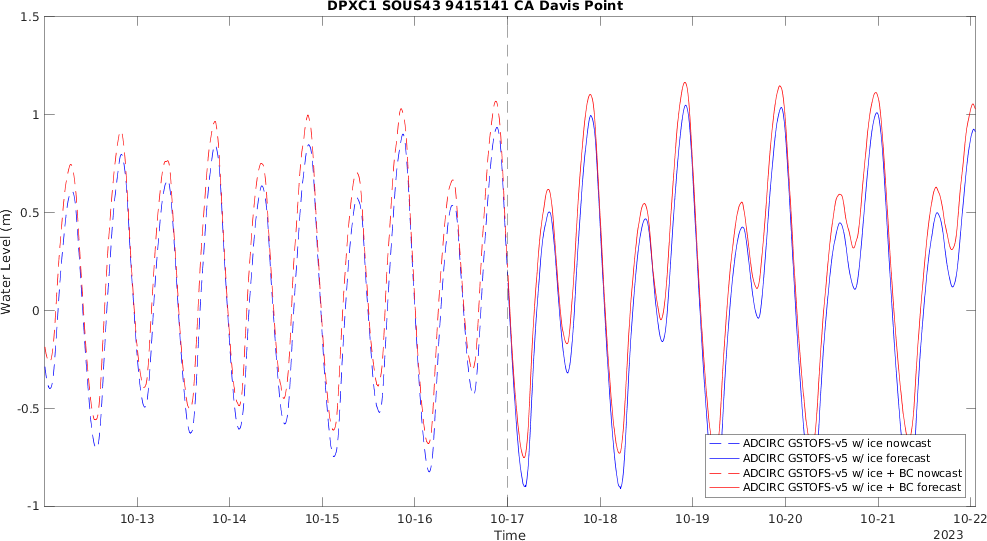 DPXC1 SOUS43 9415141 CA Davis Point
1.5
1
0.5
0
-0.5
-1
Water Level (m)
10-13 10-14 10-15 10-16 10-17 10-18 10-19 10-20 10-21 10-22
Time
2023
ADCIRC GSTOFS-v5 w/ ice nowcast
ADCIRC GSTOFS-v5 w/ ice forecast
ADCIRC GSTOFS-v5 w/ ice + BC nowcast
ADCIRC GSTOFS-v5 w/ ice + BC forecast